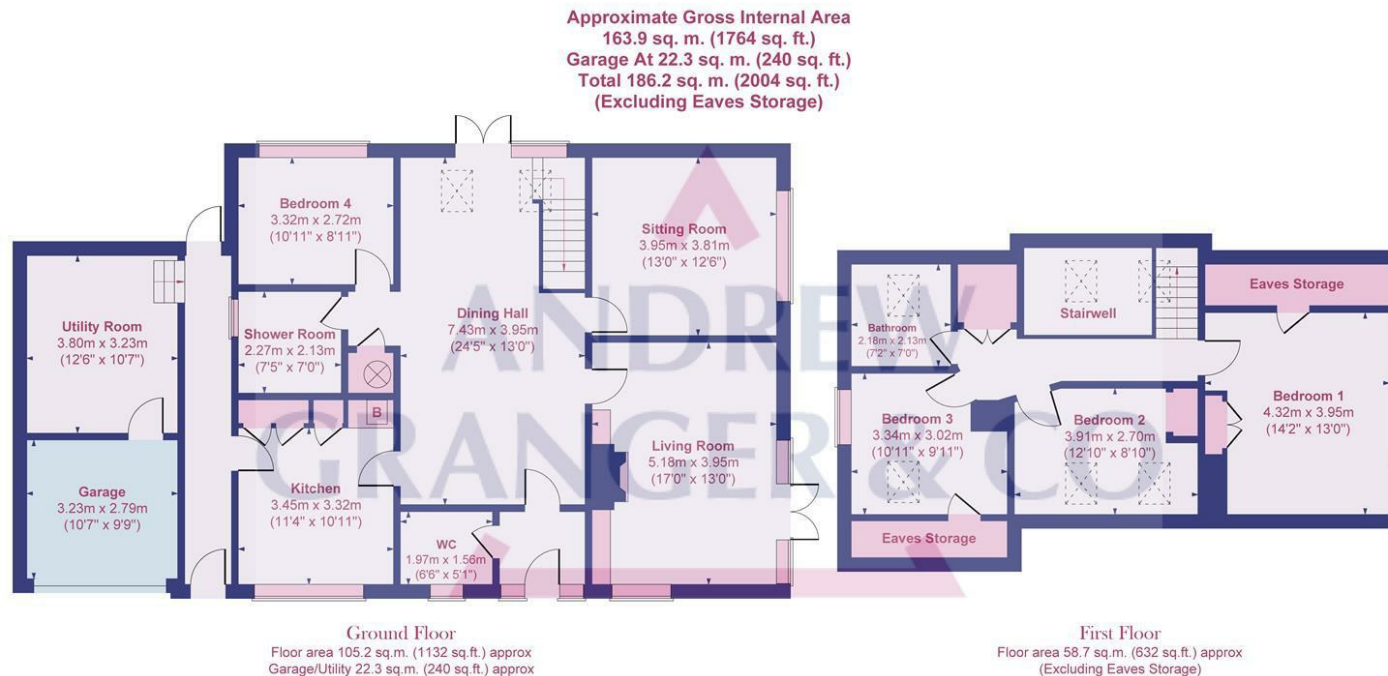 Approximate Gross Internal Area
163.9 sq. m. (1764 sq. ft.)
Garage At 22.3 sq. m. (240 sq. ft.)
Total 186.2 sq. m. (2004 sq. ft.)
(Excluding Eaves Storage)
Bedroom 4
3.32m x 2.72m
(10'11" x 8'11")
Sitting Room
3.95m x 3.81m
(13'0" x 12'6")
Utility Room
3.80m x 3.23m
(12'6" x 10'7")
Shower Room
2.27m x 2.13m
(7'5" x 7'0")
Dining Hall
7.43m x 3.95m
(24'5" x 13'0")
B
Living Room
5.18m x 3.95m
(17'0" x 13'0")
Garage
3.23m x 2.79m
(10'7" x 9'9")
Kitchen
3.45m x 3.32m
(11'4" x 10'11")
WC
1.97m x 1.56m
(6'6" x 5'1")
Ground Floor
Floor area 105.2 sq.m. (1132 sq.ft.) approx
Garage/Utility 22.3 sq.m. (240 sq.ft.) approx
Eaves Storage
Stairwell
Bathroom
2.18m x 2.13m
(7'2" x 7'0")
Bedroom 1
4.32m x 3.95m
(14'2" x 13'0")
Bedroom 3
3.34m x 3.02m
(10'11" x 9'11")
Bedroom 2
3.91m x 2.70m
(12'10" x 8'10")
Eaves Storage
First Floor
Floor area 58.7 sq.m. (632 sq.ft.) approx
(Excluding Eaves Storage)
ANDREW
GRANGER & CO